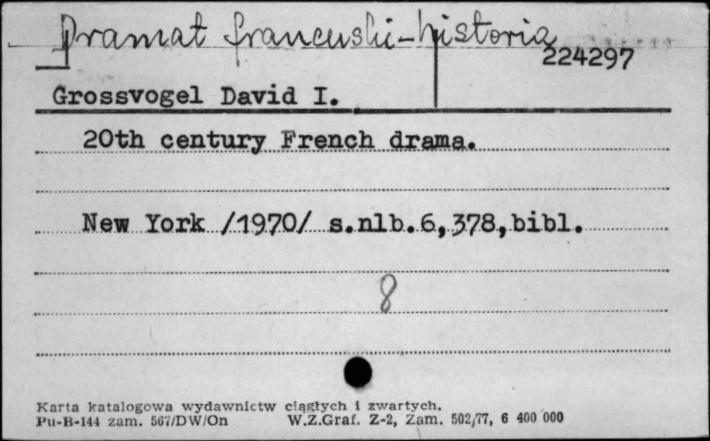 Dramat francuski-historia
224297
Grossvogel David I.
20th century French drama.
New York /1970/ s.nlb.6,378,bibl.
8
Karta katalogowa wydawnictw ciągłych i zwartych.
Pu-B-144 zam. 567/DW/On W.Z.Graf. Z-2, Zam. 502/77, 6 400 000